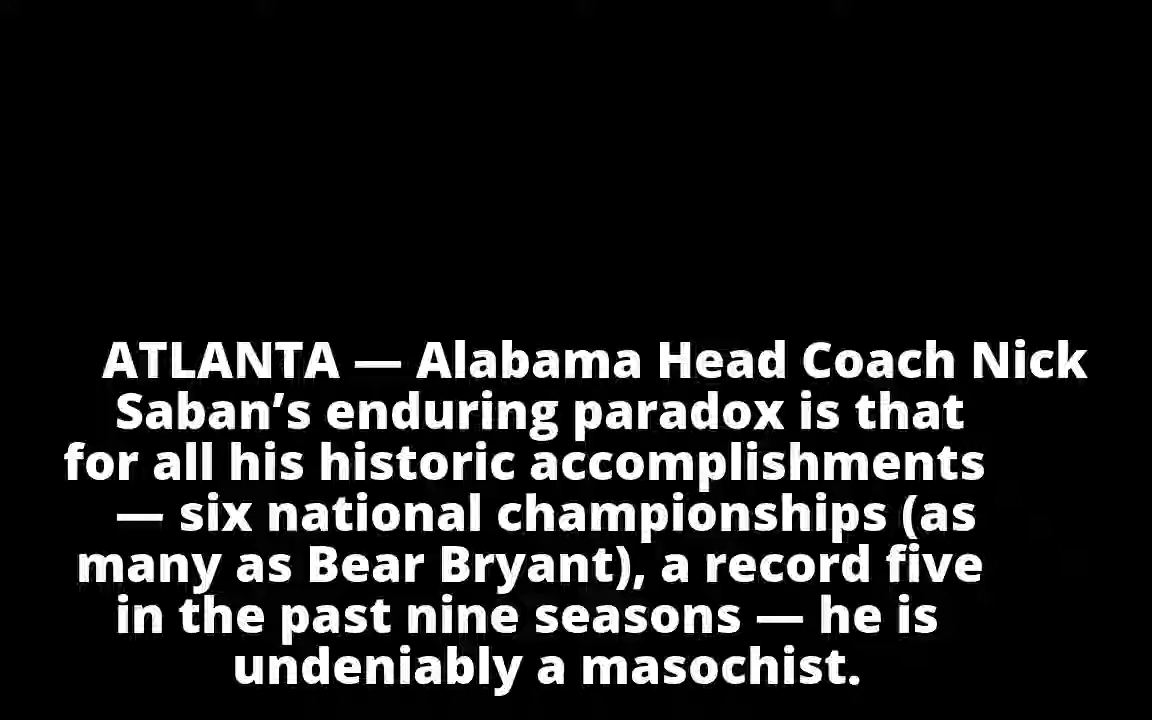 ATLANTA — Alabama Head Coach Nick
Saban’s enduring paradox is that
for all his historic accomplishments
— six national championships (as
many as Bear Bryant), a record five
in the past nine seasons — he is
undeniably a masochist.